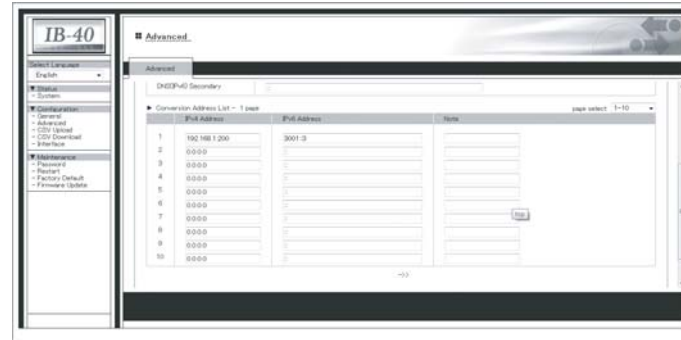 IB-40
Advanced
Select Language
English
▼ Status
- System
▼ Configuration
- General
- Advanced
- CSV Upload
- CSV Download
- Interface
▼ Maintenance
- Password
- Restart
- Factory Default
- Firmware Update
Advanced
DNS(IPv6) Secondary
▶ Conversion Address List - 1 page
page select 1-10
IPv4 Address IPv6 Address Note
1 192.168.1.200 3001::3
2 0.0.0.0
3 0.0.0.0
4 0.0.0.0
5 0.0.0.0
6 0.0.0.0
7 0.0.0.0
8 0.0.0.0
9 0.0.0.0
10 0.0.0.0
->>